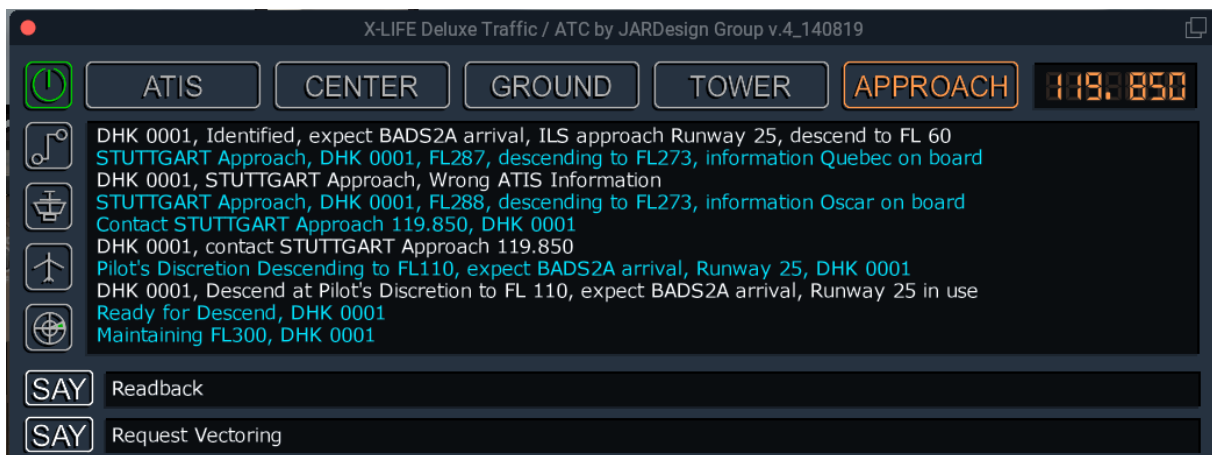 X-LIFE Deluxe Traffic / ATC by JARDesign Group v.4_140819
ATIS CENTER GROUND TOWER APPROACH 119.850
DHK 0001, Identified, expect BADS2A arrival, ILS approach Runway 25, descend to FL 60
STUTTGART Approach, DHK 0001, FL287, descending to FL273, information Quebec on board
DHK 0001, STUTTGART Approach, Wrong ATIS Information
STUTTGART Approach, DHK 0001, FL288, descending to FL273, information Oscar on board
Contact STUTTGART Approach 119.850, DHK 0001
DHK 0001, contact STUTTGART Approach 119.850
Pilot's Discretion Descending to FL110, expect BADS2A arrival, Runway 25, DHK 0001
DHK 0001, Descend at Pilot's Discretion to FL 110, expect BADS2A arrival, Runway 25 in use
Ready for Descend, DHK 0001
Maintaining FL300, DHK 0001
SAY Readback
SAY Request Vectoring